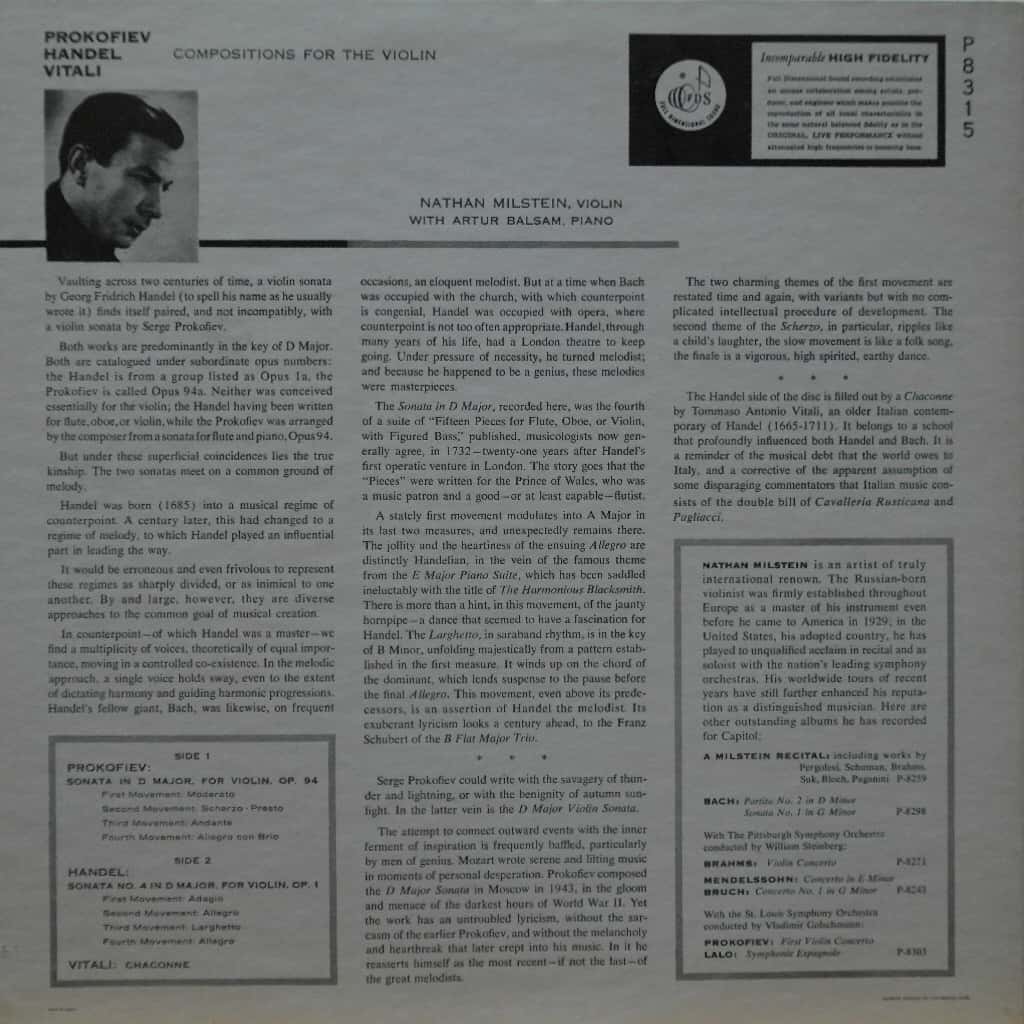 PROKOFIEV
HANDEL
VITALI
COMPOSITIONS FOR THE VIOLIN
Incomparable HIGH FIDELITY
Full Dimensional Sound recording
an unique collaboration among artists, pro-
ducer, and engineer which makes possible the
reproduction of all tonal characteristics in
the same natural balanced fidelity as in the
ORIGINAL, LIVE PERFORMANCE without
attenuated high frequencies or booming bass.
FDS
FULL DIMENSIONAL SOUND
P8315
NATHAN MILSTEIN, VIOLIN
WITH ARTUR BALSAM, PIANO
Vaulting across two centuries of time, a violin sonata
by Georg Fridrich Handel (to spell his name as he usually
wrote it) finds itself paired, and not incompatibly, with
a violin sonata by Serge Prokofiev.
Both works are predominantly in the key of D Major.
Both are catalogued under subordinate opus numbers:
the Handel is from a group listed as Opus 1a, the
Prokofiev is called Opus 94a. Neither was conceived
essentially for the violin; the Handel having been written
for flute, oboe, or violin, while the Prokofiev was arranged
by the composer from a sonata for flute and piano, Opus 94.
But under these superficial coincidences lies the true
kinship. The two sonatas meet on a common ground of
melody.
Handel was born (1685) into a musical regime of
counterpoint. A century later, this had changed to a
regime of melody, to which Handel played an influential
part in leading the way.
It would be erroneous and even frivolous to represent
these regimes as sharply divided, or as inimical to one
another. By and large, however, they are diverse
approaches to the common goal of musical creation.
In counterpoint—of which Handel was a master—we
find a multiplicity of voices, theoretically of equal impor-
tance, moving in a controlled co-existence. In the melodic
approach, a single voice holds sway, even to the extent
of dictating harmony and guiding harmonic progressions.
Handel's fellow giant, Bach, was likewise, on frequent
SIDE 1
PROKOFIEV:
SONATA IN D MAJOR, FOR VIOLIN, OP. 94
First Movement: Moderato
Second Movement: Scherzo-Presto
Third Movement: Andante
Fourth Movement: Allegro con Brio
SIDE 2
HANDEL:
SONATA NO. 4 IN D MAJOR, FOR VIOLIN, OP. 1
First Movement: Adagio
Second Movement: Allegro
Third Movement: Larghetto
Fourth Movement: Allegro
VITALI: CHACONNE
occasions, an eloquent melodist. But at a time when Bach
was occupied with the church, with which counterpoint
is congenial, Handel was occupied with opera, where
counterpoint is not too often appropriate. Handel, through
many years of his life, had a London theatre to keep
going. Under pressure of necessity, he turned melodist;
and because he happened to be a genius, these melodies
were masterpieces.
The Sonata in D Major, recorded here, was the fourth
of a suite of "Fifteen Pieces for Flute, Oboe, or Violin,
with Figured Bass," published, musicologists now gen-
erally agree, in 1732—twenty-one years after Handel's
first operatic venture in London. The story goes that the
"Pieces" were written for the Prince of Wales, who was
a music patron and a good—or at least capable—flutist.
A stately first movement modulates into A Major in
its last two measures, and unexpectedly remains there.
The jollity and the heartiness of the ensuing Allegro are
distinctly Handelian, in the vein of the famous theme
from the E Major Piano Suite, which has been saddled
ineluctably with the title of The Harmonious Blacksmith.
There is more than a hint, in this movement, of the jaunty
hornpipe—a dance that seemed to have a fascination for
Handel. The Larghetto, in saraband rhythm, is in the key
of B Minor, unfolding majestically from a pattern estab-
lished in the first measure. It winds up on the chord of
the dominant, which lends suspense to the pause before
the final Allegro. This movement, even above its prede-
cessors, is an assertion of Handel the melodist. Its
exuberant lyricism looks a century ahead, to the Franz
Schubert of the B Flat Major Trio.
* * *
Serge Prokofiev could write with the savagery of thun-
der and lightning, or with the benignity of autumn sun-
light. In the latter vein is the D Major Violin Sonata.
The attempt to connect outward events with the inner
ferment of inspiration is frequently baffled, particularly
by men of genius. Mozart wrote serene and lilting music
in moments of personal desperation. Prokofiev composed
the D Major Sonata in Moscow in 1943, in the gloom
and menace of the darkest hours of World War II. Yet
the work has an untroubled lyricism, without the sar-
casm of the earlier Prokofiev, and without the melancholy
and heartbreak that later crept into his music. In it he
reasserts himself as the most recent—if not the last—of
the great melodists.
The two charming themes of the first movement are
restated time and again, with variants but with no com-
plicated intellectual procedure of development. The
second theme of the Scherzo, in particular, ripples like
a child's laughter, the slow movement is like a folk song,
the finale is a vigorous, high spirited, earthy dance.
* * *
The Handel side of the disc is filled out by a Chaconne
by Tommaso Antonio Vitali, an older Italian contem-
porary of Handel (1665-1711). It belongs to a school
that profoundly influenced both Handel and Bach. It is
a reminder of the musical debt that the world owes to
Italy, and a corrective of the apparent assumption of
some disparaging commentators that Italian music con-
sists of the double bill of Cavalleria Rusticana and
Pagliacci.
NATHAN MILSTEIN is an artist of truly
international renown. The Russian-born
violinist was firmly established throughout
Europe as a master of his instrument even
before he came to America in 1929; in the
United States, his adopted country, he has
played to unqualified acclaim in recital and as
soloist with the nation's leading symphony
orchestras. His worldwide tours of recent
years have still further enhanced his reputa-
tion as a distinguished musician. Here are
other outstanding albums he has recorded
for Capitol:
A MILSTEIN RECITAL: including works by
Pergolesi, Schuman, Brahms,
Suk, Bloch, Paganini P-8259
BACH: Partita No. 2 in D Minor
Sonata No. 1 in G Minor P-8298
With The Pittsburgh Symphony Orchestra
conducted by William Steinberg:
BRAHMS: Violin Concerto P-8271
MENDELSSOHN: Concerto in E Minor
BRUCH: Concerto No. 1 in G Minor P-8243
With the St. Louis Symphony Orchestra
conducted by Vladimir Golschmann:
PROKOFIEV: First Violin Concerto
LALO: Symphonie Espagnole P-8303